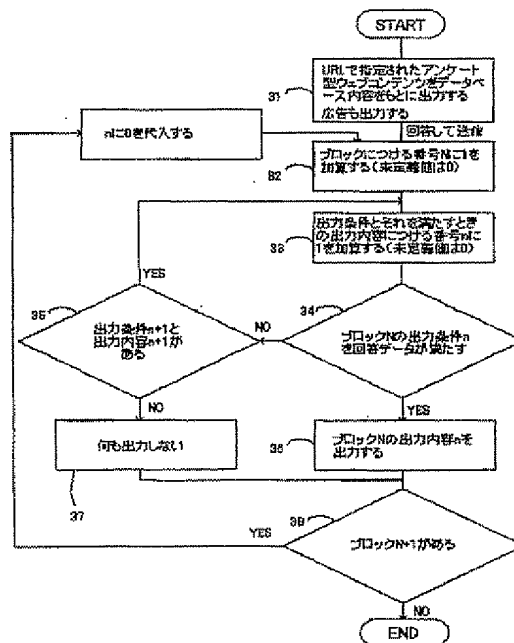 START
URLで指定されたアンケート
型ウェブコンテンツをデータベ
ース内容をもとに出力する
広告も出力する
31
回答して送信
nに0を代入する
ブロックにつける番号Nに1を
加算する(未定義値は0)
32
出力条件とそれを満たすとき
の出力内容につける番号nに
1を加算する(未定義値は0)
33
YES
35
出力条件n+1と
出力内容n+1が
ある
NO
34
ブロックNの出力条件n
を回答データが満たす
NO
YES
何も出力しない
37
ブロックNの出力内容nを
出力する
36
YES
38
ブロックN+1がある
NO
END